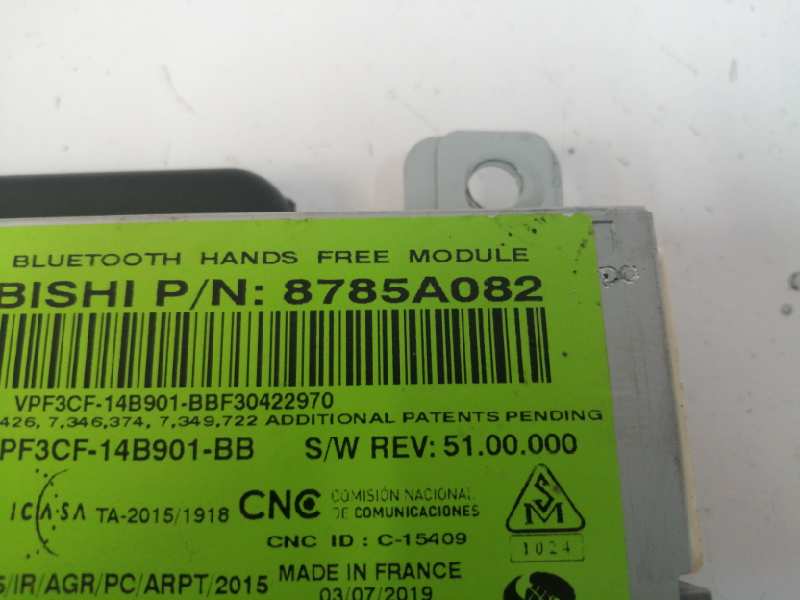 BLUETOOTH HANDS FREE MODULE
BISHI P/N: 8785A082
VPF3CF-14B901-BBF30422970
426, 7,346,374, 7,349,722 ADDITIONAL PATENTS PENDING
PF3CF-14B901-BB S/W REV: 51.00.000
ICASA TA-2015/1918 CNC COMISIÓN NACIONAL
DE COMUNICACIONES
CNC ID : C-15409
S
M
1024
/IR/AGR/PC/ARPT/2015 MADE IN FRANCE
03/07/2019